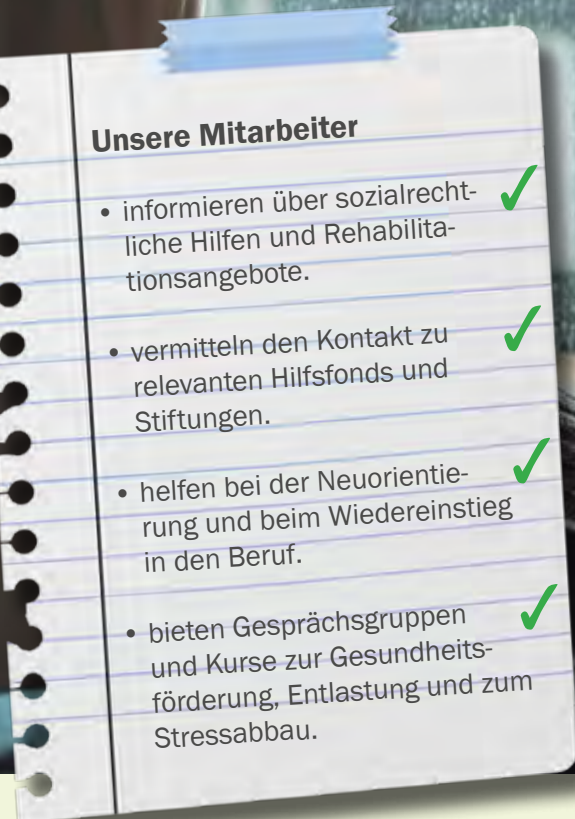 Unsere Mitarbeiter
• informieren über sozialrecht-
liche Hilfen und Rehabilita-
tionsangebote.
• vermitteln den Kontakt zu
relevanten Hilfsfonds und
Stiftungen.
• helfen bei der Neuorientie-
rung und beim Wiedereinstieg
in den Beruf.
• bieten Gesprächsgruppen
und Kurse zur Gesundheits-
förderung, Entlastung und zum
Stressabbau.